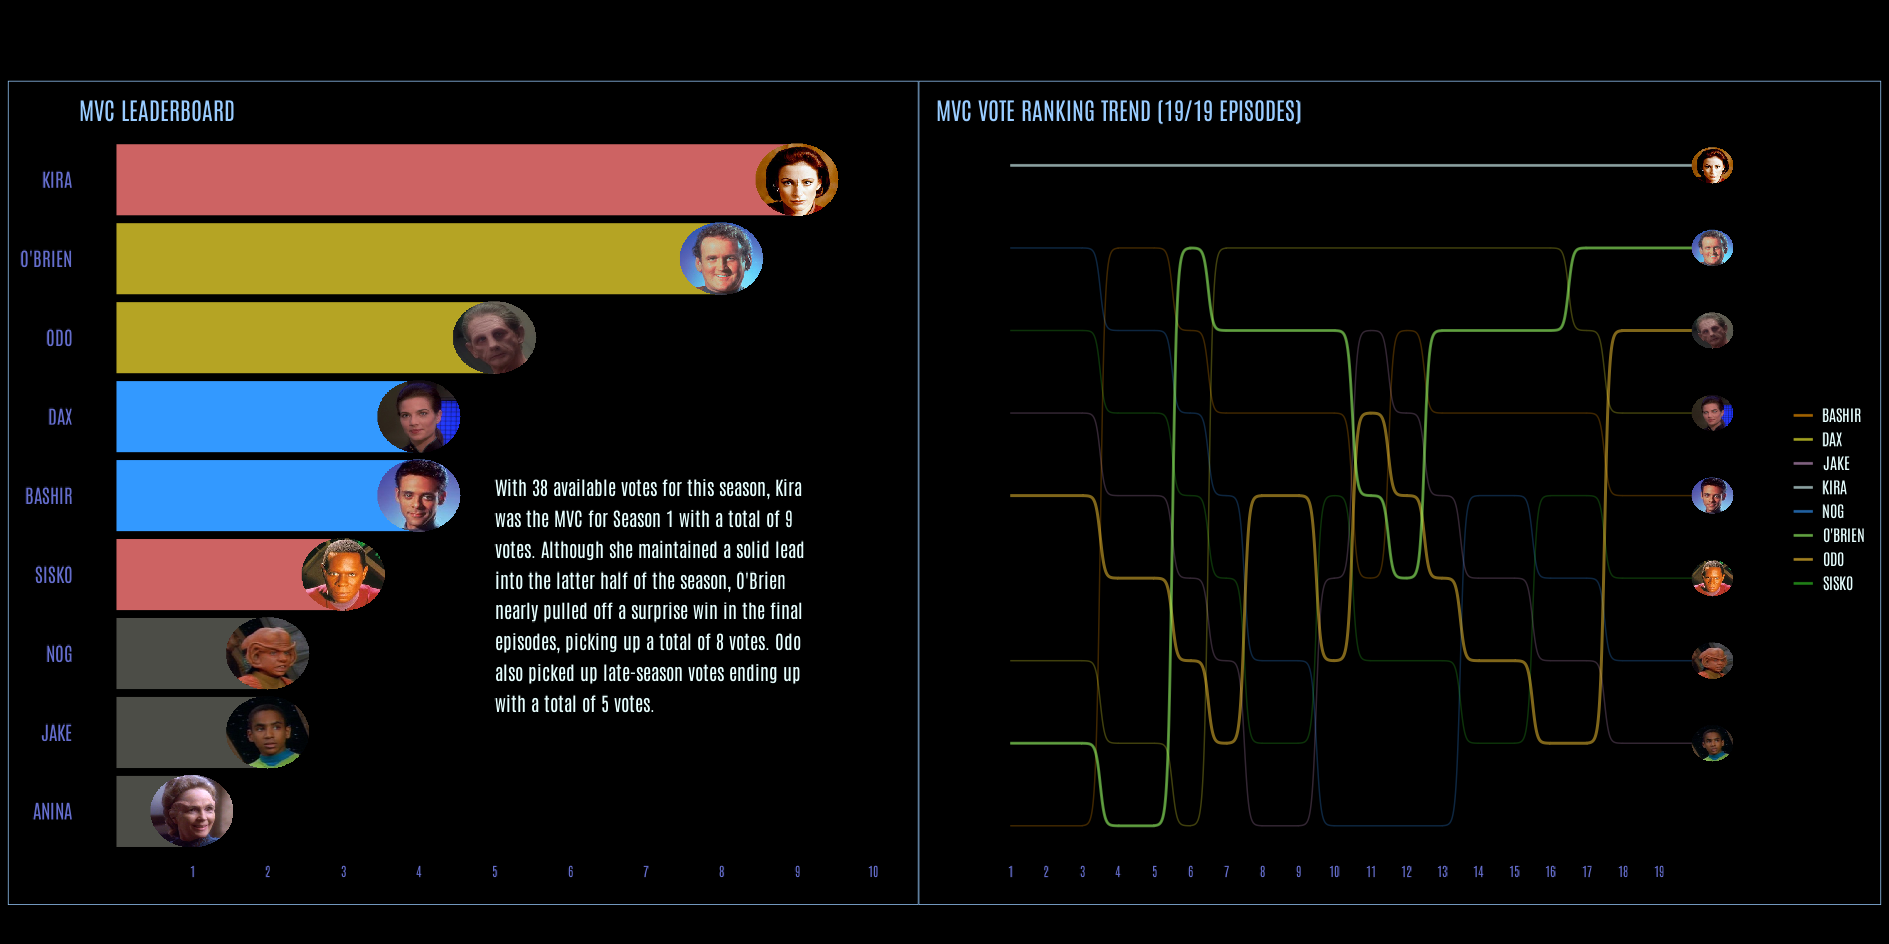 MVC LEADERBOARD
KIRA
O'BRIEN
ODO
DAX
BASHIR
SISKO
NOG
JAKE
ANINA
With 38 available votes for this season, Kira
was the MVC for Season 1 with a total of 9
votes. Although she maintained a solid lead
into the latter half of the season, O'Brien
nearly pulled off a surprise win in the final
episodes, picking up a total of 8 votes. Odo
also picked up late-season votes ending up
with a total of 5 votes.
1 2 3 4 5 6 7 8 9 10
MVC VOTE RANKING TREND (19/19 EPISODES)
BASHIR
DAX
JAKE
KIRA
NOG
O'BRIEN
ODO
SISKO
1 2 3 4 5 6 7 8 9 10 11 12 13 14 15 16 17 18 19